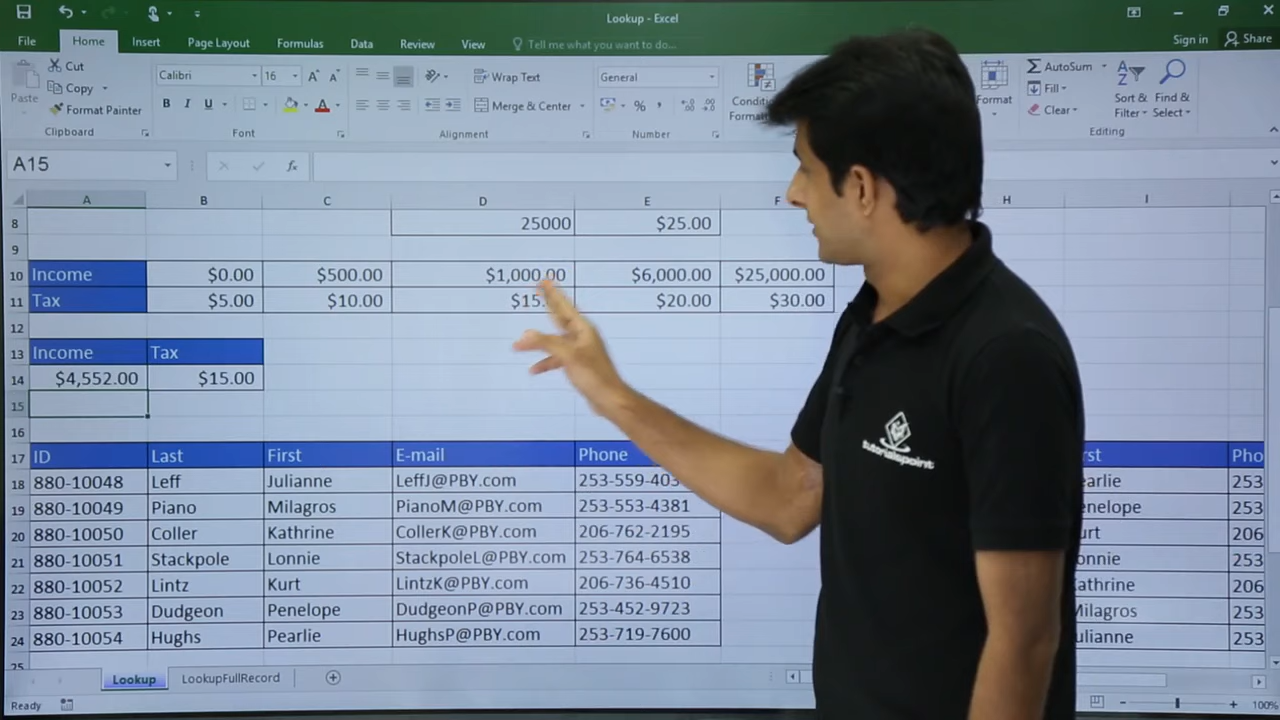 Lookup - Excel
File Home Insert Page Layout Formulas Data Review View Tell me what you want to do... Sign in Share
Paste Cut Copy Format Painter Clipboard
Calibri 16 B I U A Font
Wrap Text Merge & Center Alignment
General % , Number
Format
AutoSum Fill Clear Sort & Filter Find & Select Editing
A15 fx
A B C D E F H I
8 25000 $25.00
9
10 Income $0.00 $500.00 $1,000.00 $6,000.00 $25,000.00
11 Tax $5.00 $10.00 $20.00 $30.00
12
13 Income Tax
14 $4,552.00 $15.00
15
16
17 ID Last First E-mail Phone
18 880-10048 Leff Julianne LeffJ@PBY.com
19 880-10049 Piano Milagros PianoM@PBY.com 253-553-4381
20 880-10050 Coller Kathrine CollerK@PBY.com 206-762-2195
21 880-10051 Stackpole Lonnie StackpoleL@PBY.com 253-764-6538
22 880-10052 Lintz Kurt LintzK@PBY.com 206-736-4510
23 880-10053 Dudgeon Penelope DudgeonP@PBY.com 253-452-9723
24 880-10054 Hughs Pearlie HughsP@PBY.com 253-719-7600
25
tutorialspoint
Lookup LookupFullRecord
Ready 100%